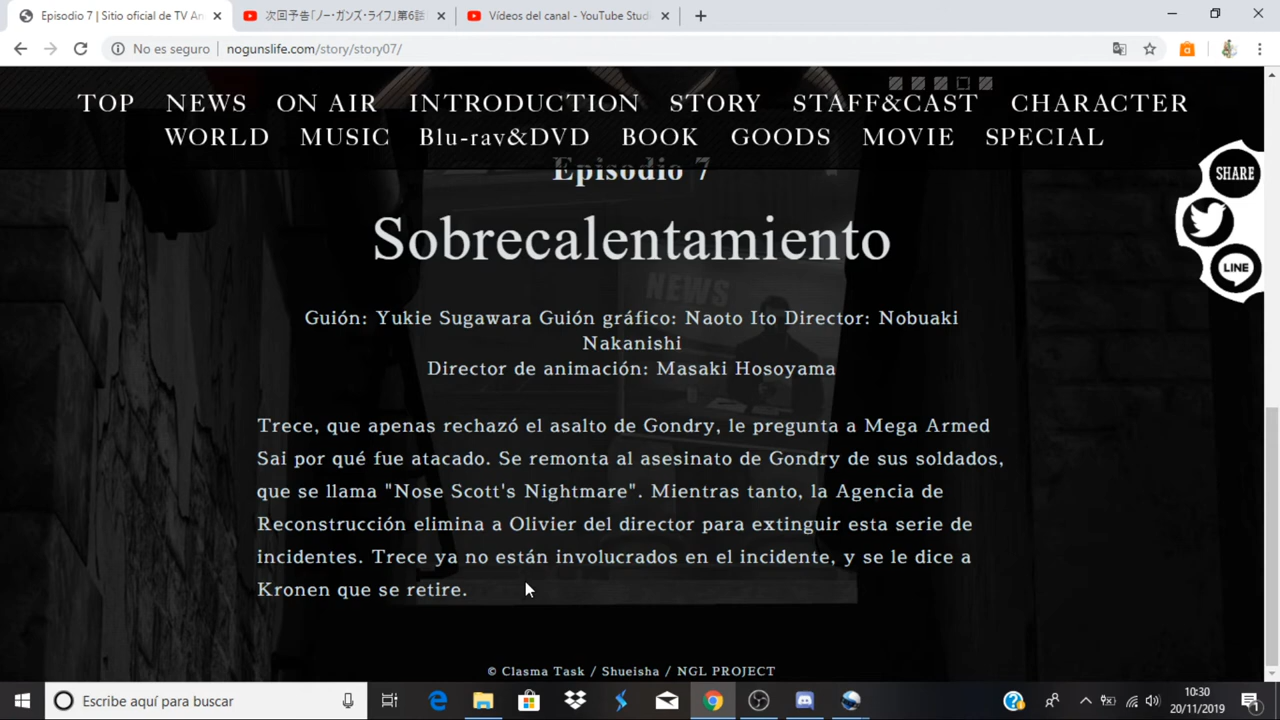 Episodio 7 | Sitio oficial de TV An
次回予告「ノー・ガンズ・ライフ」第6話
Vídeos del canal - YouTube Stud
No es seguro
nogunslife.com/story/story07/
TOP NEWS ON AIR INTRODUCTION STORY STAFF&CAST CHARACTER
WORLD MUSIC Blu-ray&DVD BOOK GOODS MOVIE SPECIAL
SHARE
LINE
Episodio 7
Sobrecalentamiento
NEWS
Guión: Yukie Sugawara Guión gráfico: Naoto Ito Director: Nobuaki
Nakanishi
Director de animación: Masaki Hosoyama
Trece, que apenas rechazó el asalto de Gondry, le pregunta a Mega Armed
Sai por qué fue atacado. Se remonta al asesinato de Gondry de sus soldados,
que se llama "Nose Scott's Nightmare". Mientras tanto, la Agencia de
Reconstrucción elimina a Olivier del director para extinguir esta serie de
incidentes. Trece ya no están involucrados en el incidente, y se le dice a
Kronen que se retire.
© Clasma Task / Shueisha / NGL PROJECT
Escribe aquí para buscar
10:30
20/11/2019
1